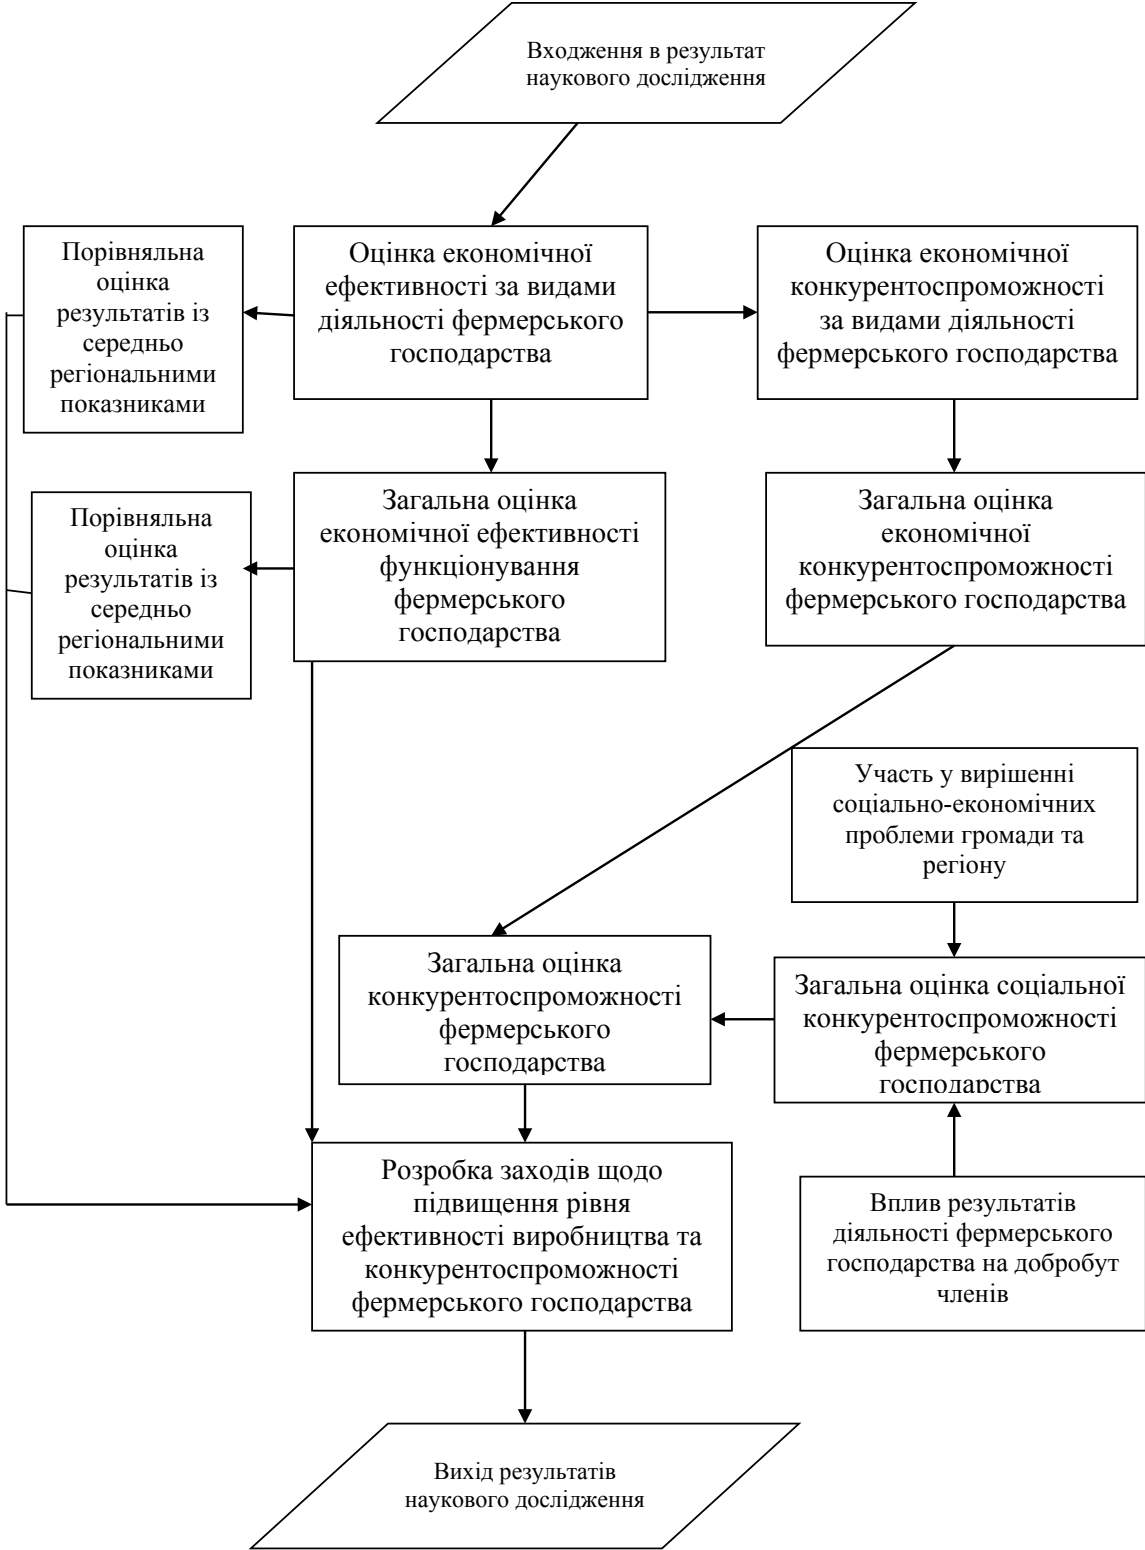 Входження в результат
наукового дослідження
Порівняльна
оцінка
результатів із
середньо
регіональними
показниками
Оцінка економічної
ефективності за видами
діяльності фермерського
господарства
Оцінка економічної
конкурентоспроможності
за видами діяльності
фермерського господарства
Порівняльна
оцінка
результатів із
середньо
регіональними
показниками
Загальна оцінка
економічної ефективності
функціонування
фермерського
господарства
Загальна оцінка
економічної
конкурентоспроможності
фермерського господарства
Участь у вирішенні
соціально-економічних
проблеми громади та
регіону
Загальна оцінка
конкурентоспроможності
фермерського
господарства
Загальна оцінка соціальної
конкурентоспроможності
фермерського
господарства
Розробка заходів щодо
підвищення рівня
ефективності виробництва та
конкурентоспроможності
фермерського господарства
Вплив результатів
діяльності фермерського
господарства на добробут
членів
Вихід результатів
наукового дослідження